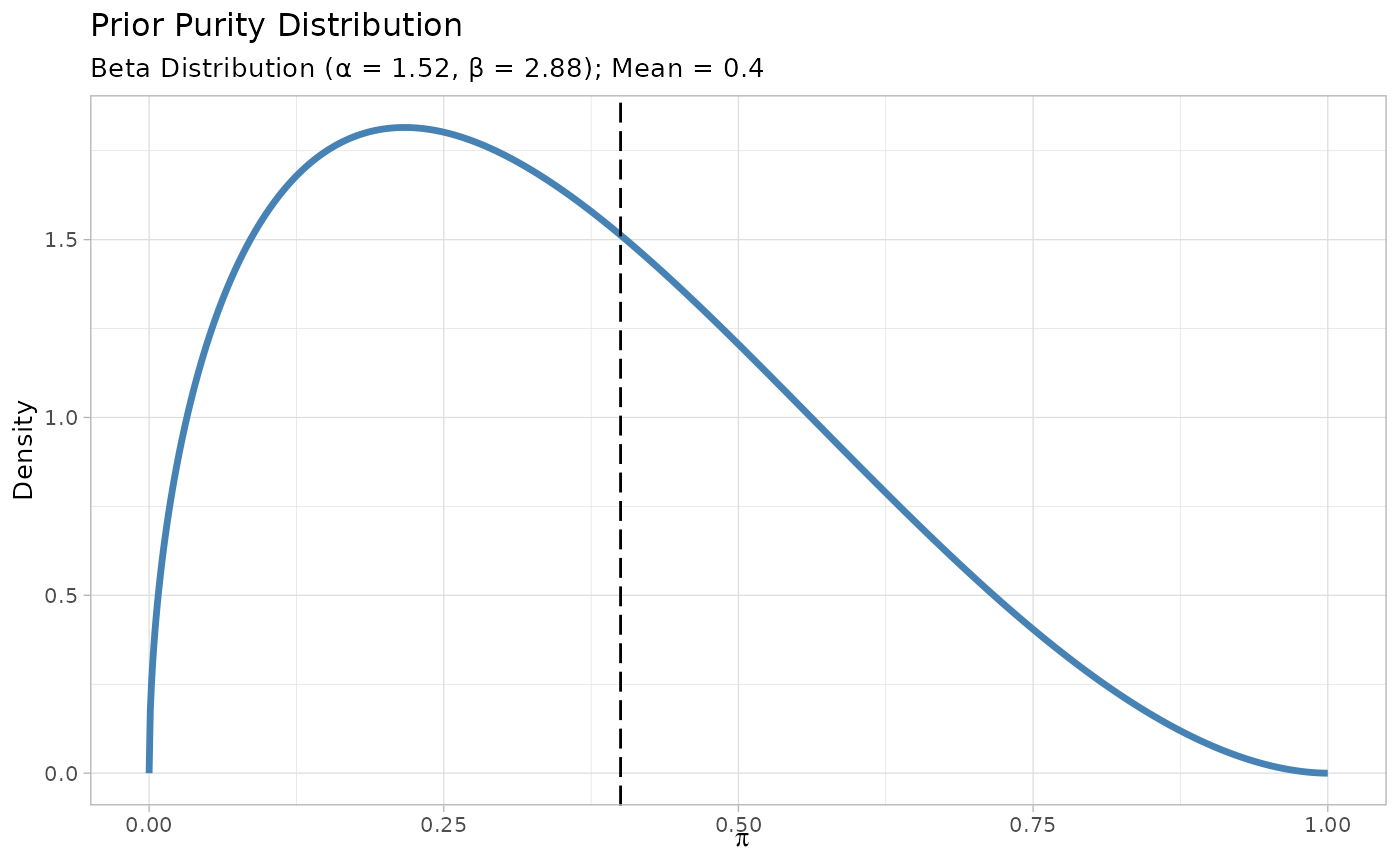 Prior Purity Distribution
Beta Distribution (α = 1.52, β = 2.88); Mean = 0.4
Density
1.5
1.0
0.5
0.0
0.00 0.25 0.50 0.75 1.00
π